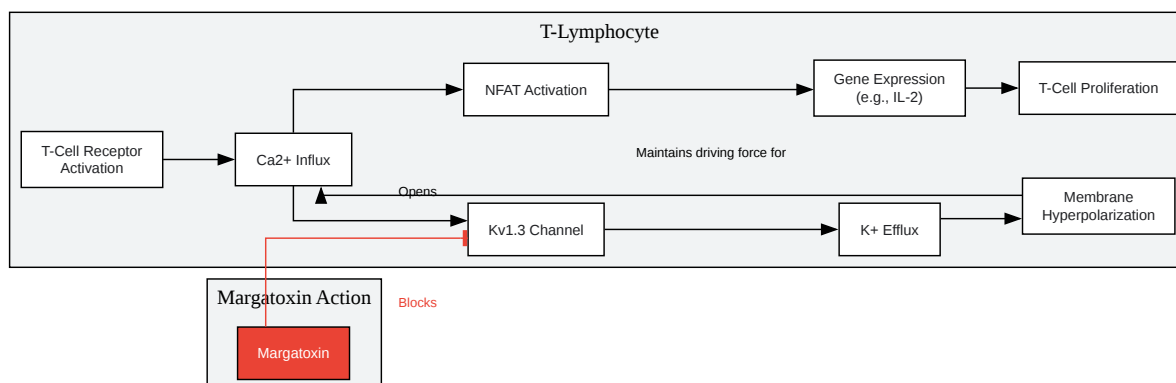 T-Lymphocyte
NFAT Activation
Gene Expression
(e.g., IL-2)
T-Cell Proliferation
T-Cell Receptor
Activation
Ca2+ Influx
Maintains driving force for
Opens
Kv1.3 Channel
K+ Efflux
Membrane
Hyperpolarization
Margatoxin Action
Blocks
Margatoxin